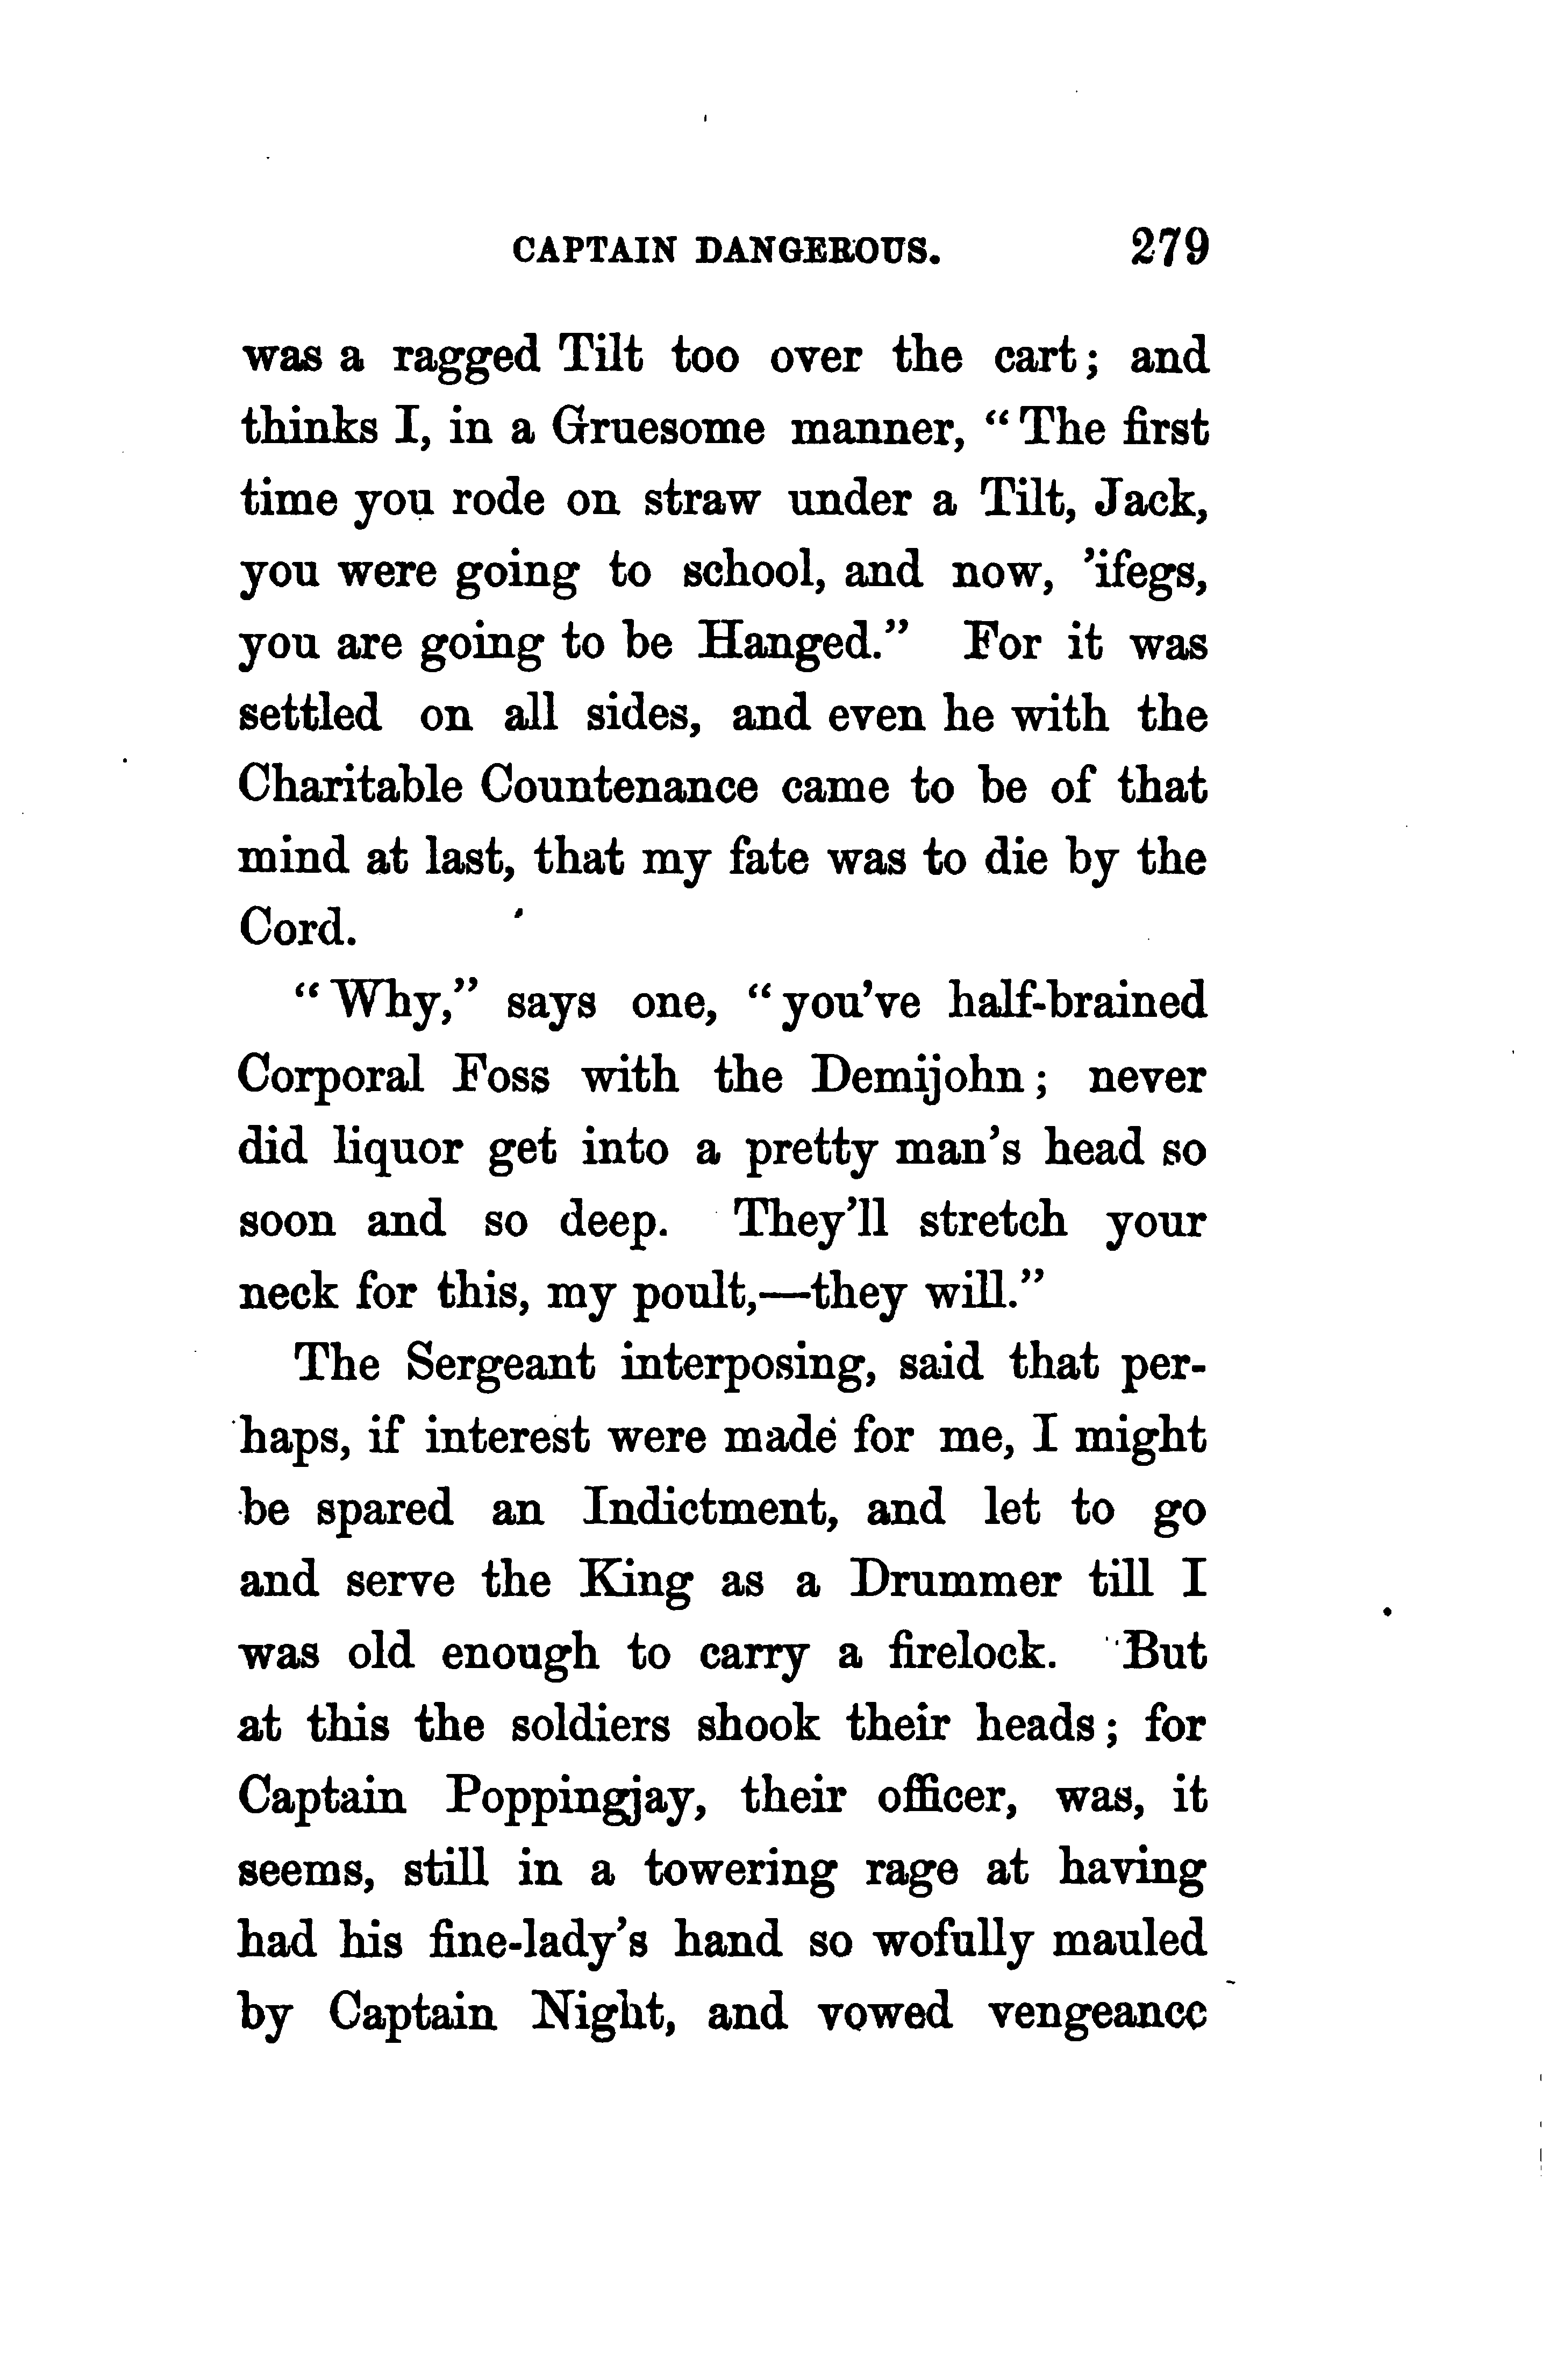 CAPTAIN DANGEROUS. 279
was a ragged Tilt too over the cart; and
thinks I, in a Gruesome manner, “The first
time you rode on straw under a Tilt, Jack,
you were going to school, and now, ’ifegs,
you are going to be Hanged.” For it was
settled on all sides, and even he with the
Charitable Countenance came to be of that
mind at last, that my fate was to die by the
Cord.
“Why,” says one, “you’ve half-brained
Corporal Foss with the Demijohn; never
did liquor get into a pretty man’s head so
soon and so deep. They’ll stretch your
neck for this, my poult,—they will.”
The Sergeant interposing, said that per-
haps, if interest were made for me, I might
be spared an Indictment, and let to go
and serve the King as a Drummer till I
was old enough to carry a firelock. But
at this the soldiers shook their heads; for
Captain Poppingjay, their officer, was, it
seems, still in a towering rage at having
had his fine-lady’s hand so wofully mauled
by Captain Night, and vowed vengeance